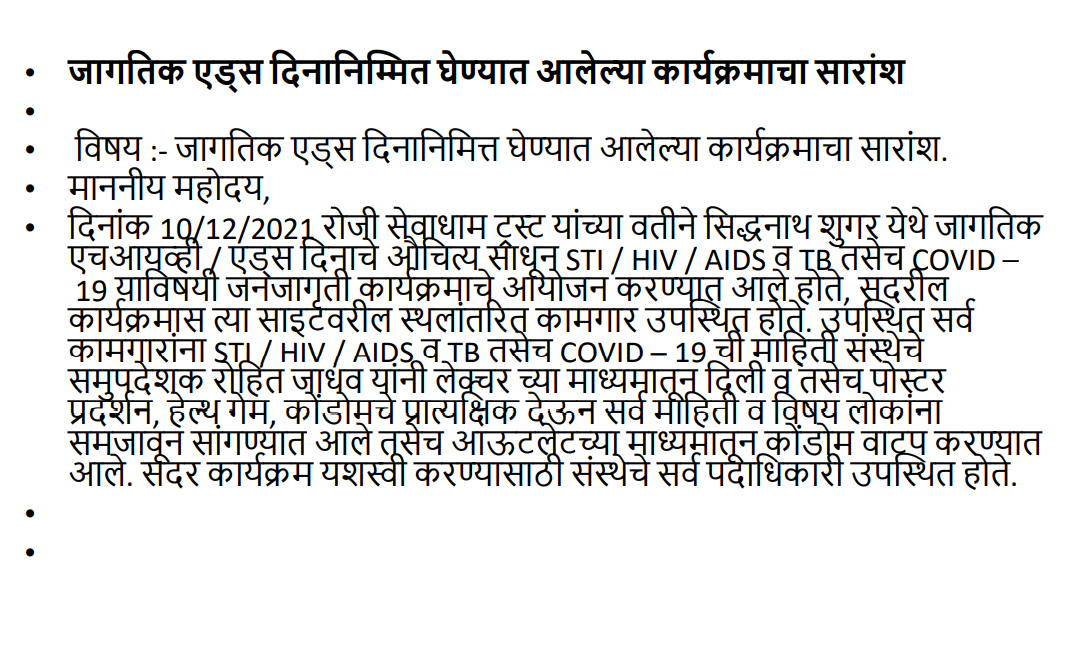 • जागतिक एड्स दिनानिम्मित घेण्यात आलेल्या कार्यक्रमाचा सारांश
•
• विषय :- जागतिक एड्स दिनानिमित्त घेण्यात आलेल्या कार्यक्रमाचा सारांश.
• माननीय महोदय,
• दिनांक 10/12/2021 रोजी सेवाधाम ट्रस्ट यांच्या वतीने सिद्धनाथ शुगर येथे जागतिक
एचआयव्ही / एड्स दिनाचे औचित्य साधून STI / HIV / AIDS व TB तसेच COVID –
19 याविषयी जनजागृती कार्यक्रमांचे आयोजन करण्यात आले होते, सदरील
कार्यक्रमास त्या साइटवरील स्थलांतरित कामगार उपस्थित होते. उपस्थित सर्व
कामगारांना STI / HIV / AIDS व TB तसेच COVID – 19 ची माहिती संस्थेचे
समुपदेशक रोहित जाधव यांनी लेक्चर च्या माध्यमातून दिली व तसेच पोस्टर
प्रदर्शन, हेल्थ गेम, कोंडोमचे प्रात्यक्षिक देऊन सर्व माहिती व विषय लोकांना
समजावून सांगण्यात आले तसेच आऊटलेटच्या माध्यमातून कोंडोम वाटप करण्यात
आले. सदर कार्यक्रम यशस्वी करण्यासाठी संस्थेचे सर्व पदाधिकारी उपस्थित होते.
•
•